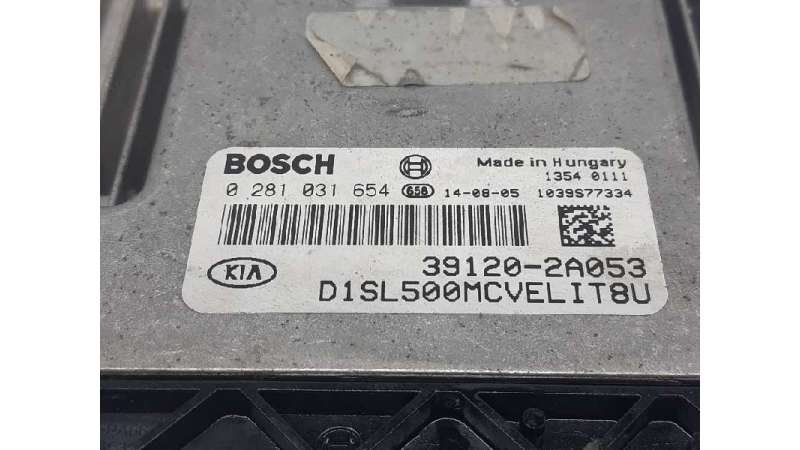 BOSCH
Made in Hungary
1354 0111
0 281 031 654 658 14-08-05 1039S77334
KIA
39120-2A053
D1SL500MCVELIT8U